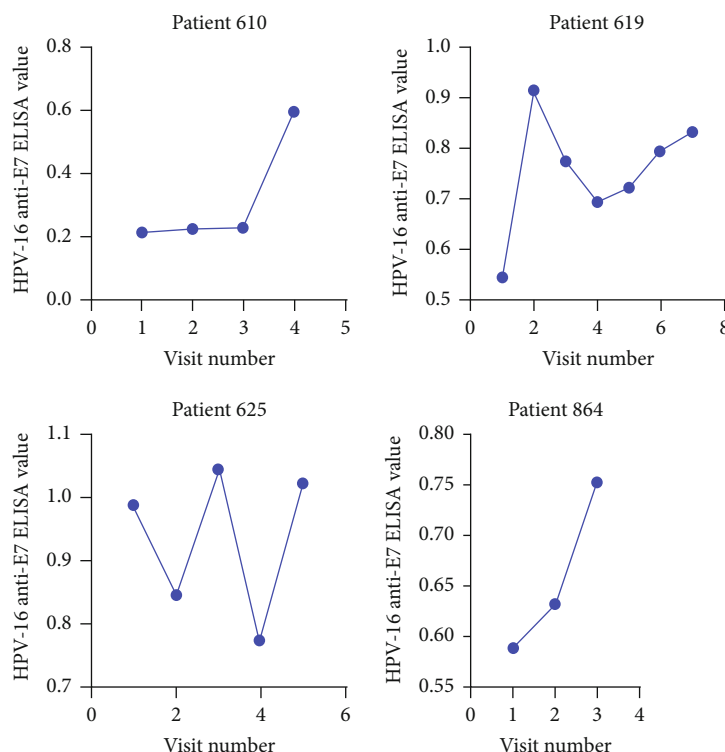 Patient 610
HPV-16 anti-E7 ELISA value
0.8
0.6
0.4
0.2
0.0
0 1 2 3 4 5
Visit number
Patient 619
HPV-16 anti-E7 ELISA value
1.0
0.9
0.8
0.7
0.6
0.5
0 2 4 6 8
Visit number
Patient 625
HPV-16 anti-E7 ELISA value
1.1
1.0
0.9
0.8
0.7
0 2 4 6
Visit number
Patient 864
HPV-16 anti-E7 ELISA value
0.80
0.75
0.70
0.65
0.60
0.55
0 1 2 3 4
Visit number